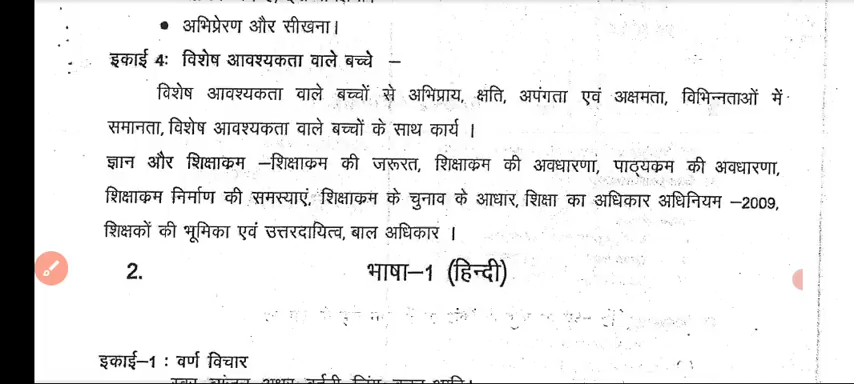 • अभिप्रेरण और सीखना।
इकाई 4: विशेष आवश्यकता वाले बच्चे –
विशेष आवश्यकता वाले बच्चों से अभिप्राय, क्षति, अपंगता एवं अक्षमता, विभिन्नताओं में
समानता, विशेष आवश्यकता वाले बच्चों के साथ कार्य ।
ज्ञान और शिक्षाक्रम –शिक्षाक्रम की जरूरत, शिक्षाक्रम की अवधारणा, पाठ्यक्रम की अवधारणा,
शिक्षाक्रम निर्माण की समस्याएं, शिक्षाक्रम के चुनाव के आधार, शिक्षा का अधिकार अधिनियम –2009,
शिक्षकों की भूमिका एवं उत्तरदायित्व, बाल अधिकार ।
2. भाषा–1 (हिन्दी)
इकाई–1 : वर्ण विचार